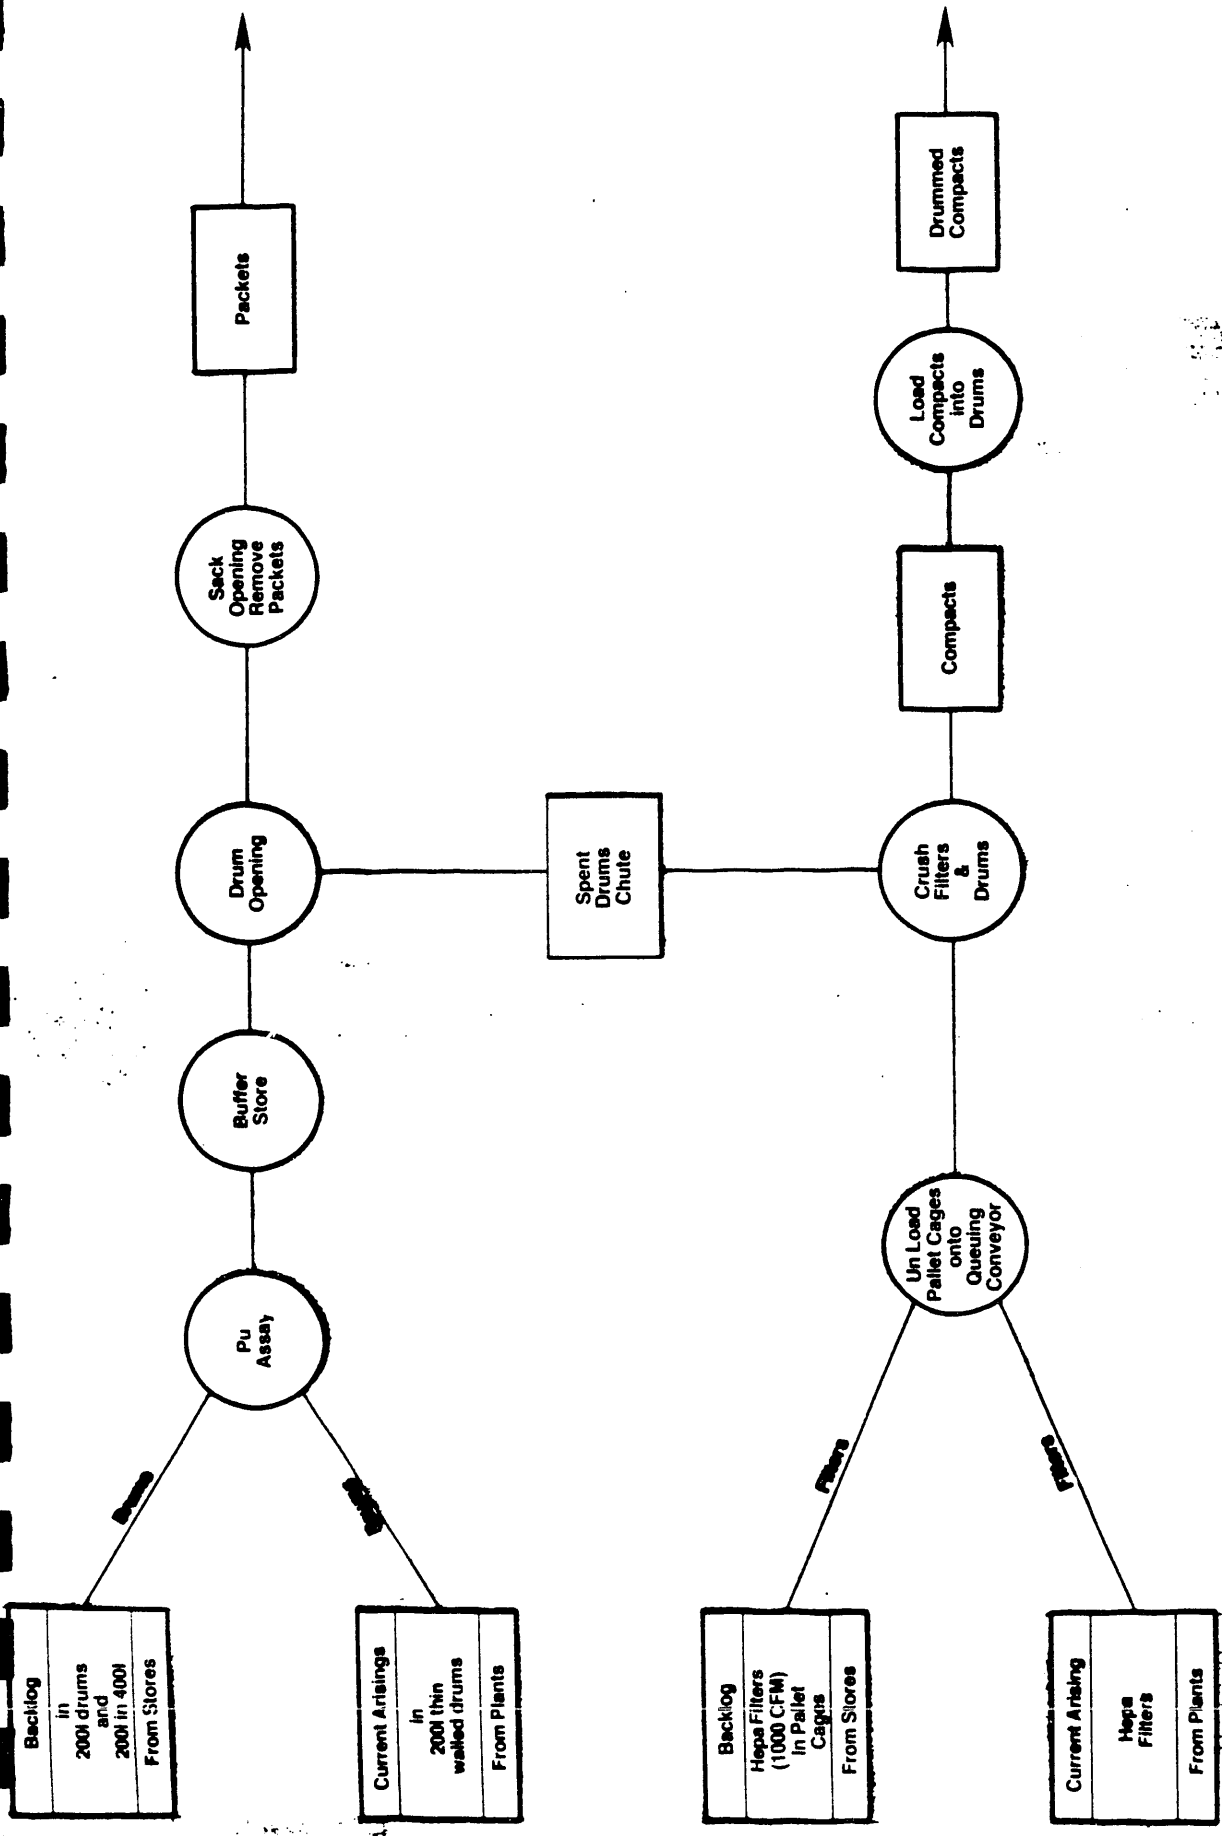 Backlog
in
200l drums
and
200l in 400l
From Stores
Drums
Current Arisings
in
200l thin
walled drums
From Plants
Pu
Assay
Buffer
Store
Drum
Opening
Sack
Opening
Remove
Packets
Packets
Spent
Drums
Chute
Backlog
Hepa Filters
(1000 CFM)
In Pallet
Cages
From Stores
Filters
Current Arising
Hepa
Filters
From Plants
Filters
Un Load
Pallet Cages
onto
Queuing
Conveyor
Crush
Filters
&
Drums
Compacts
Load
Compacts
into
Drums
Drummed
Compacts